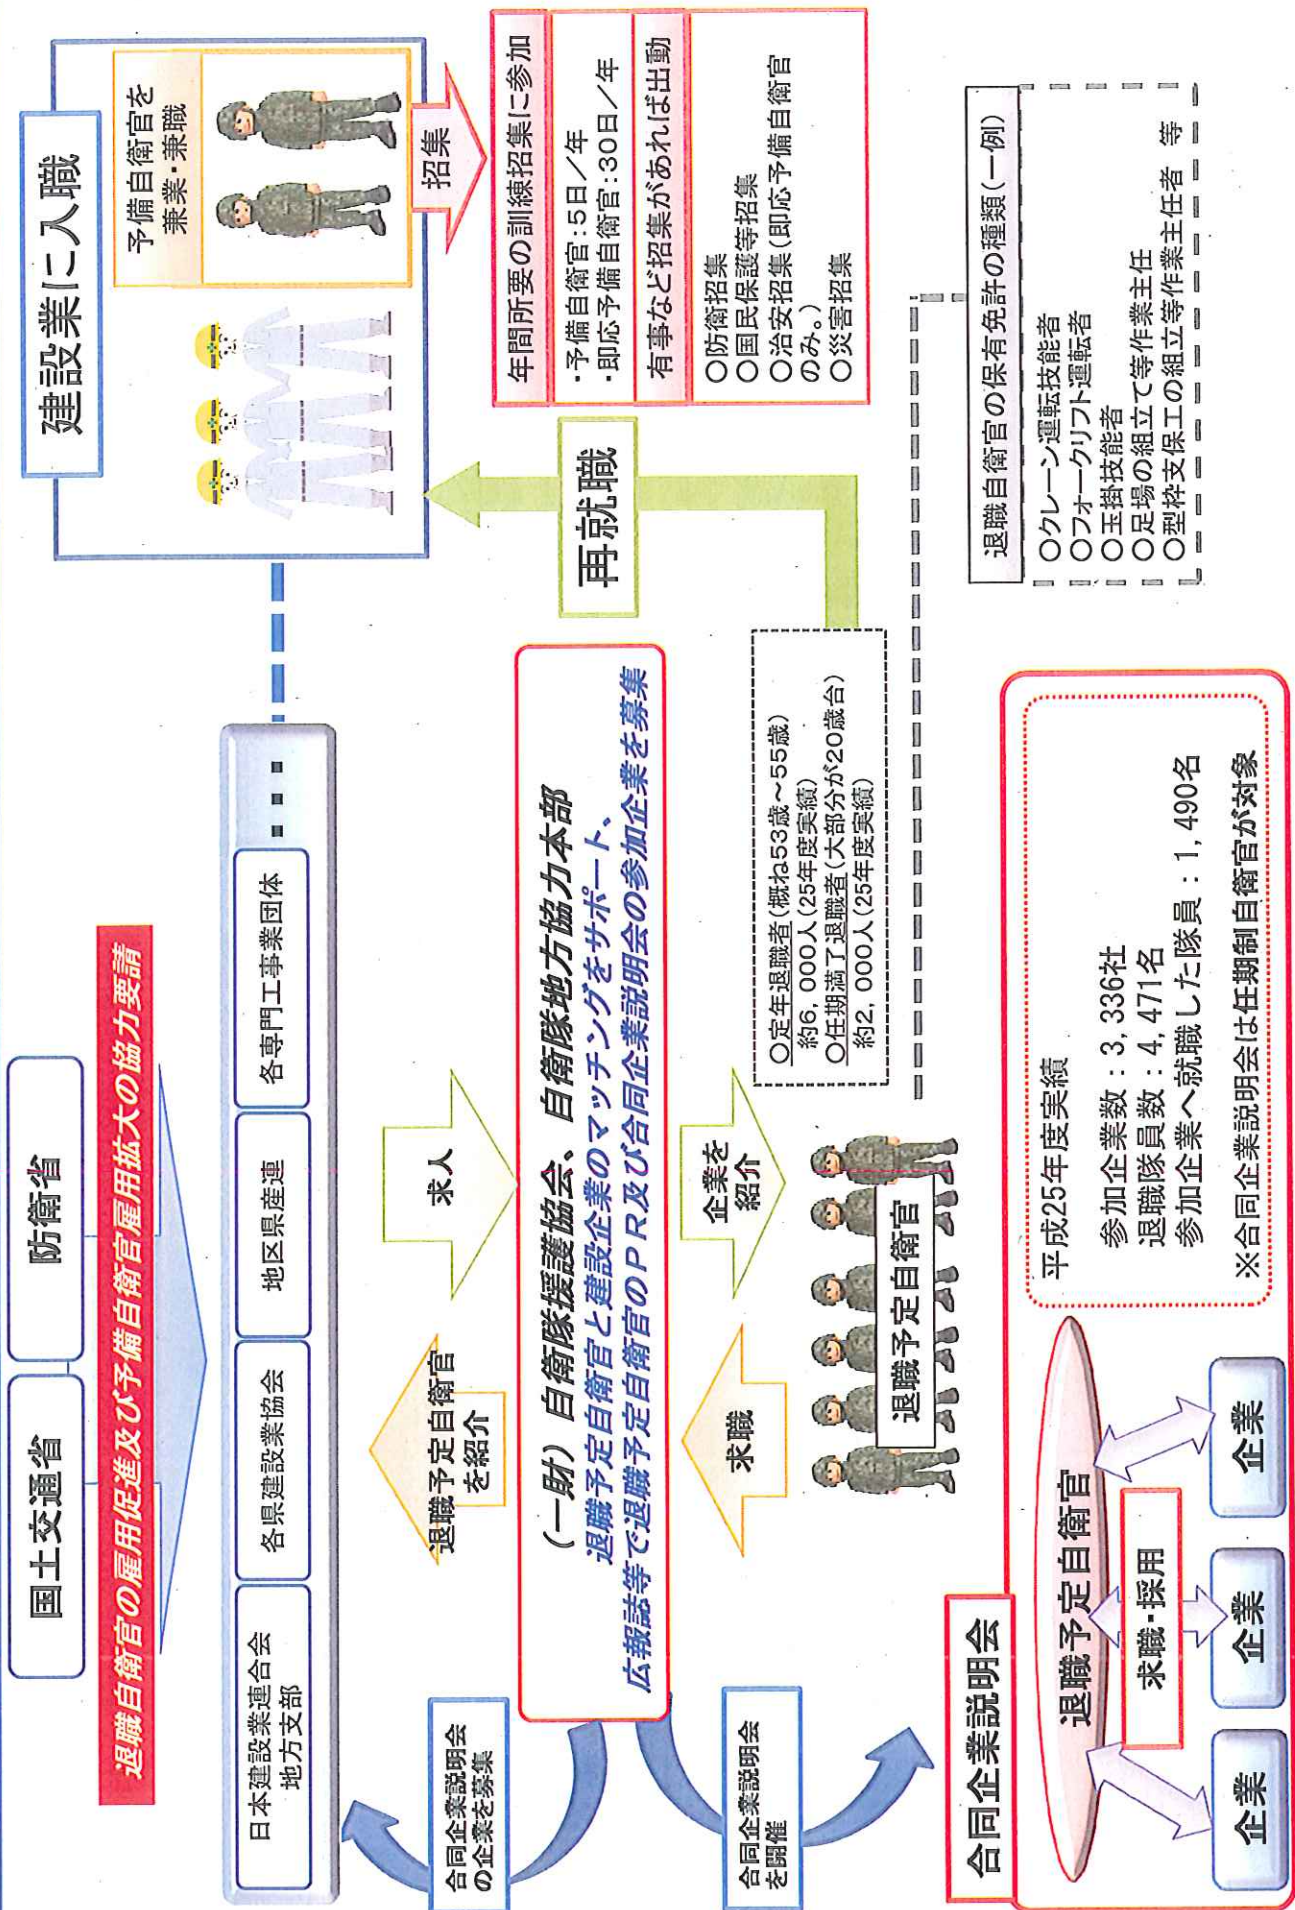 国土交通省
防衛省
退職自衛官の雇用促進及び予備自衛官雇用拡大の協力要請
日本建設業連合会
地方支部
各県建設業協会
地区県産連
各専門工事業団体
・・・
建設業に入職
予備自衛官を
兼業・兼職
招集
年間所要の訓練招集に参加
・予備自衛官:5日/年
・即応予備自衛官:30日/年
有事など招集があれば出動
○防衛招集
○国民保護等招集
○治安招集(即応予備自衛官
のみ。)
○災害招集
合同企業説明会
の企業を募集
退職予定自衛官
を紹介
求人
(一財)自衛隊援護協会、自衛隊地方協力本部
退職予定自衛官と建設企業のマッチングをサポート、
広報誌等で退職予定自衛官のPR及び合同企業説明会の参加企業を募集
再就職
合同企業説明会
を開催
求職
企業を
紹介
退職予定自衛官
○定年退職者(概ね53歳~55歳)
約6,000人(25年度実績)
○任期満了退職者(大部分が20歳台)
約2,000人(25年度実績)
退職自衛官の保有免許の種類(一例)
○クレーン運転技能者
○フォークリフト運転者
○玉掛技能者
○足場の組立て等作業主任
○型枠支保工の組立等作業主任者 等
合同企業説明会
退職予定自衛官
求職・採用
企業
企業
企業
平成25年度実績
参加企業数:3,336社
退職隊員数:4,471名
参加企業へ就職した隊員:1,490名
※合同企業説明会は任期制自衛官が対象